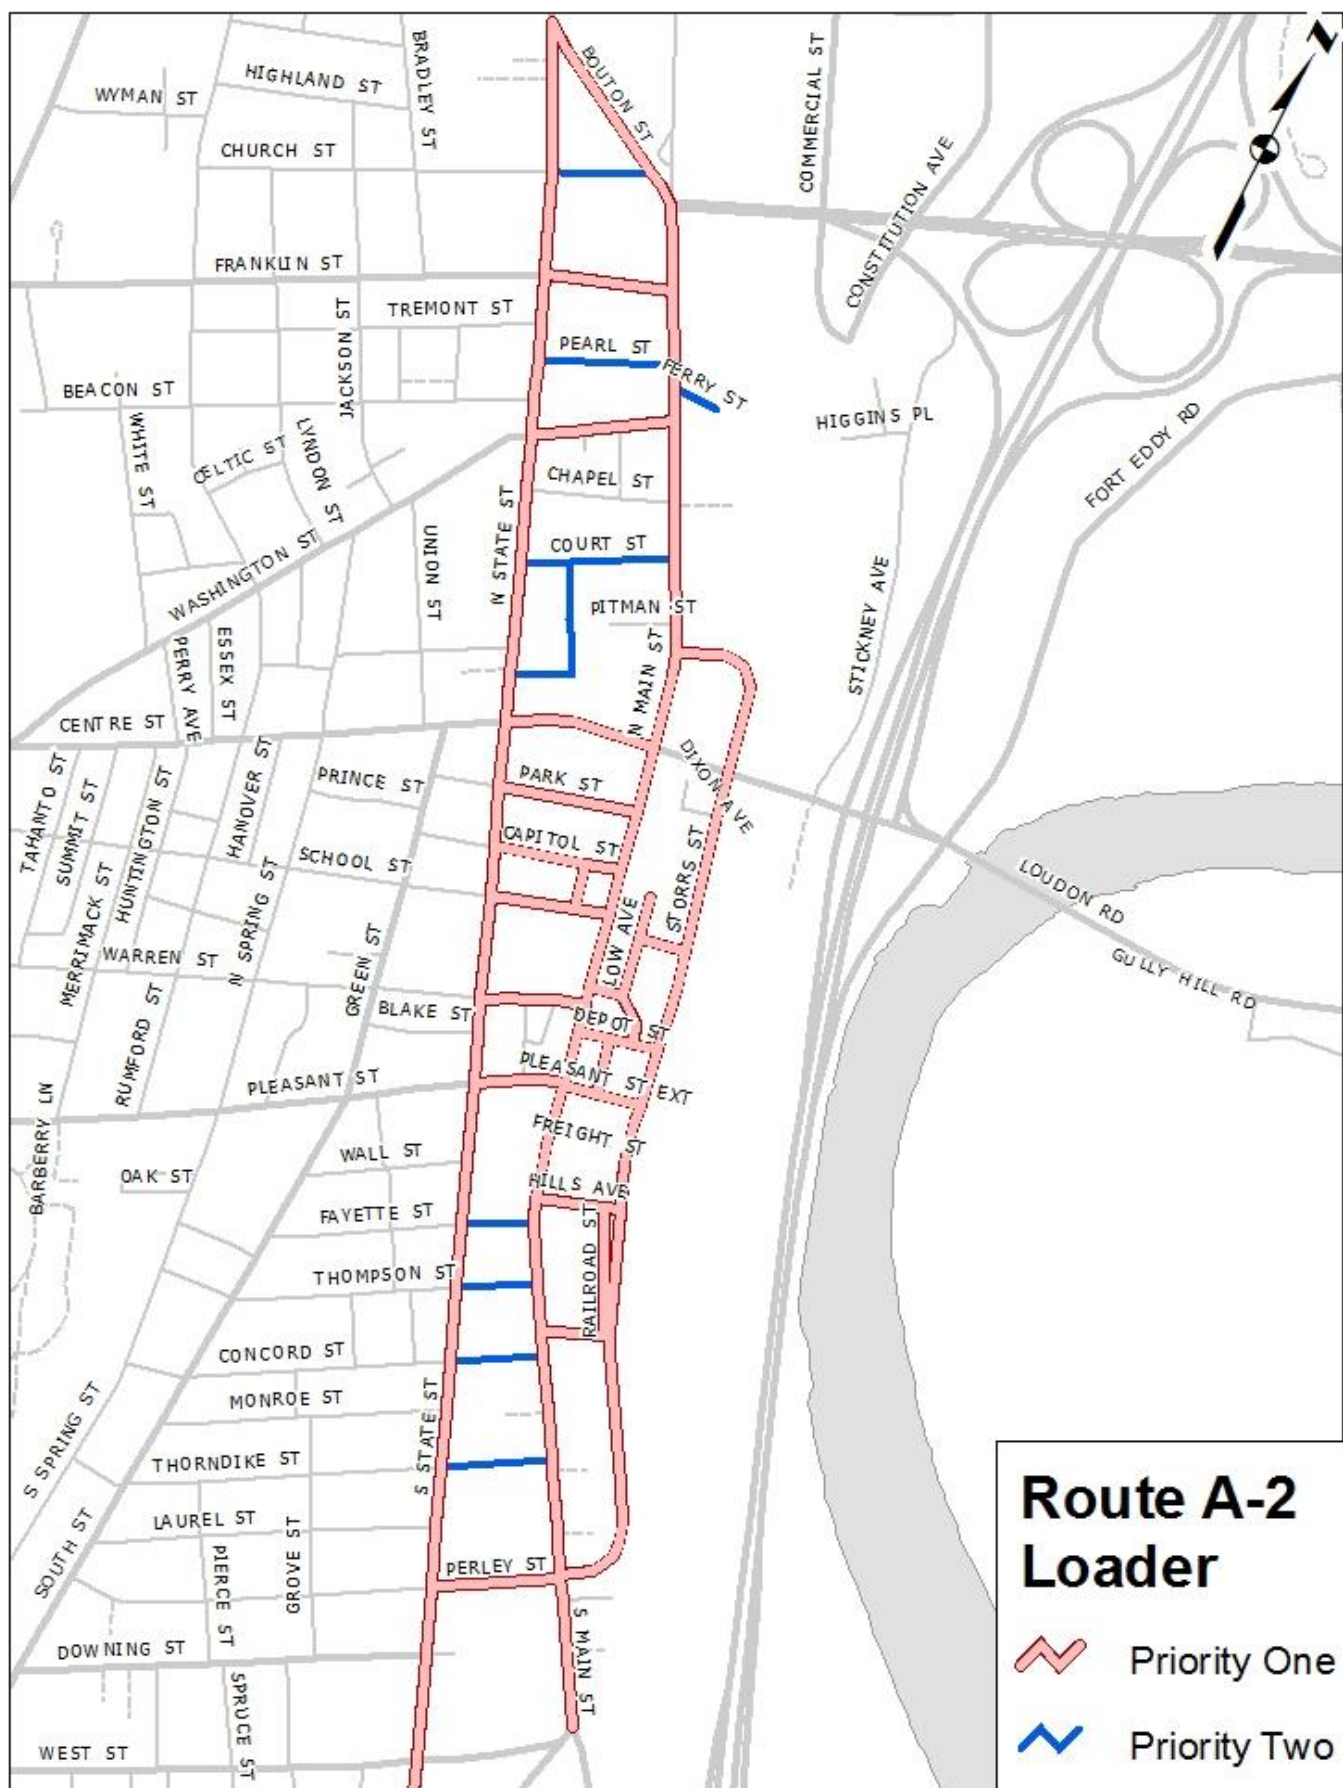 BOUTON ST
BRADLEY ST
HIGHLAND ST
WYMAN ST
COMMERCIAL ST
N
CHURCH ST
CONSTITUTION AVE
FRANKLIN ST
TREMONT ST
JACKSON ST
PEARL ST
FERRY ST
BEACON ST
HIGGINS PL
FORT EDDY RD
WHITE ST
CELTIC ST
LYNDON ST
CHAPEL ST
N STATE ST
COURT ST
UNION ST
WASHINGTON ST
STICKNEY AVE
PITMAN ST
PERRY AVE
ESSEX ST
N MAIN ST
CENTRE ST
DIXON AVE
TAHANTO ST
SUMMIT ST
HUNTINGTON ST
HANOVER ST
PRINCE ST
PARK ST
CAPITOL ST
SCHOOL ST
STORRS ST
LOUDON RD
MERRIMACK ST
N SPRING ST
LOW AVE
WARREN ST
GREEN ST
GULLY HILL RD
RUMFORD ST
BLAKE ST
DEPOT ST
PLEASANT ST
PLEASANT ST EXT
BARBERRY LN
FREIGHT ST
WALL ST
OAK ST
HILLS AVE
FAYETTE ST
RAILROAD ST
THOMPSON ST
CONCORD ST
MONROE ST
S SPRING ST
S STATE ST
THORNDIKE ST
LAUREL ST
SOUTH ST
PIERCE ST
GROVE ST
PERLEY ST
DOWNING ST
S MAIN ST
SPRUCE ST
WEST ST
Route A-2
Loader
Priority One
Priority Two